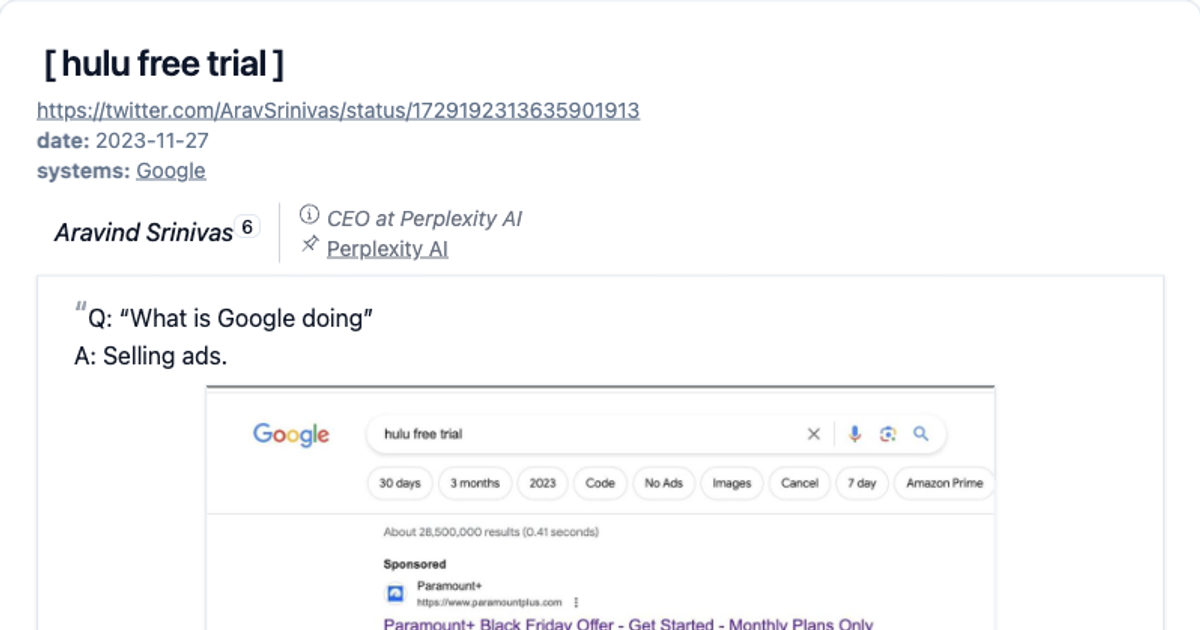 [ hulu free trial ]
https://twitter.com/AravSrinivas/status/1729192313635901913
date: 2023-11-27
systems: Google
Aravind Srinivas 6
CEO at Perplexity AI
Perplexity AI
“Q: “What is Google doing”
A: Selling ads.
Google
hulu free trial
30 days 3 months 2023 Code No Ads Images Cancel 7 day Amazon Prime
About 28,500,000 results (0.41 seconds)
Sponsored
Paramount+
https://www.paramountplus.com
Paramount+ Black Friday Offer - Get Started - Monthly Plans Only